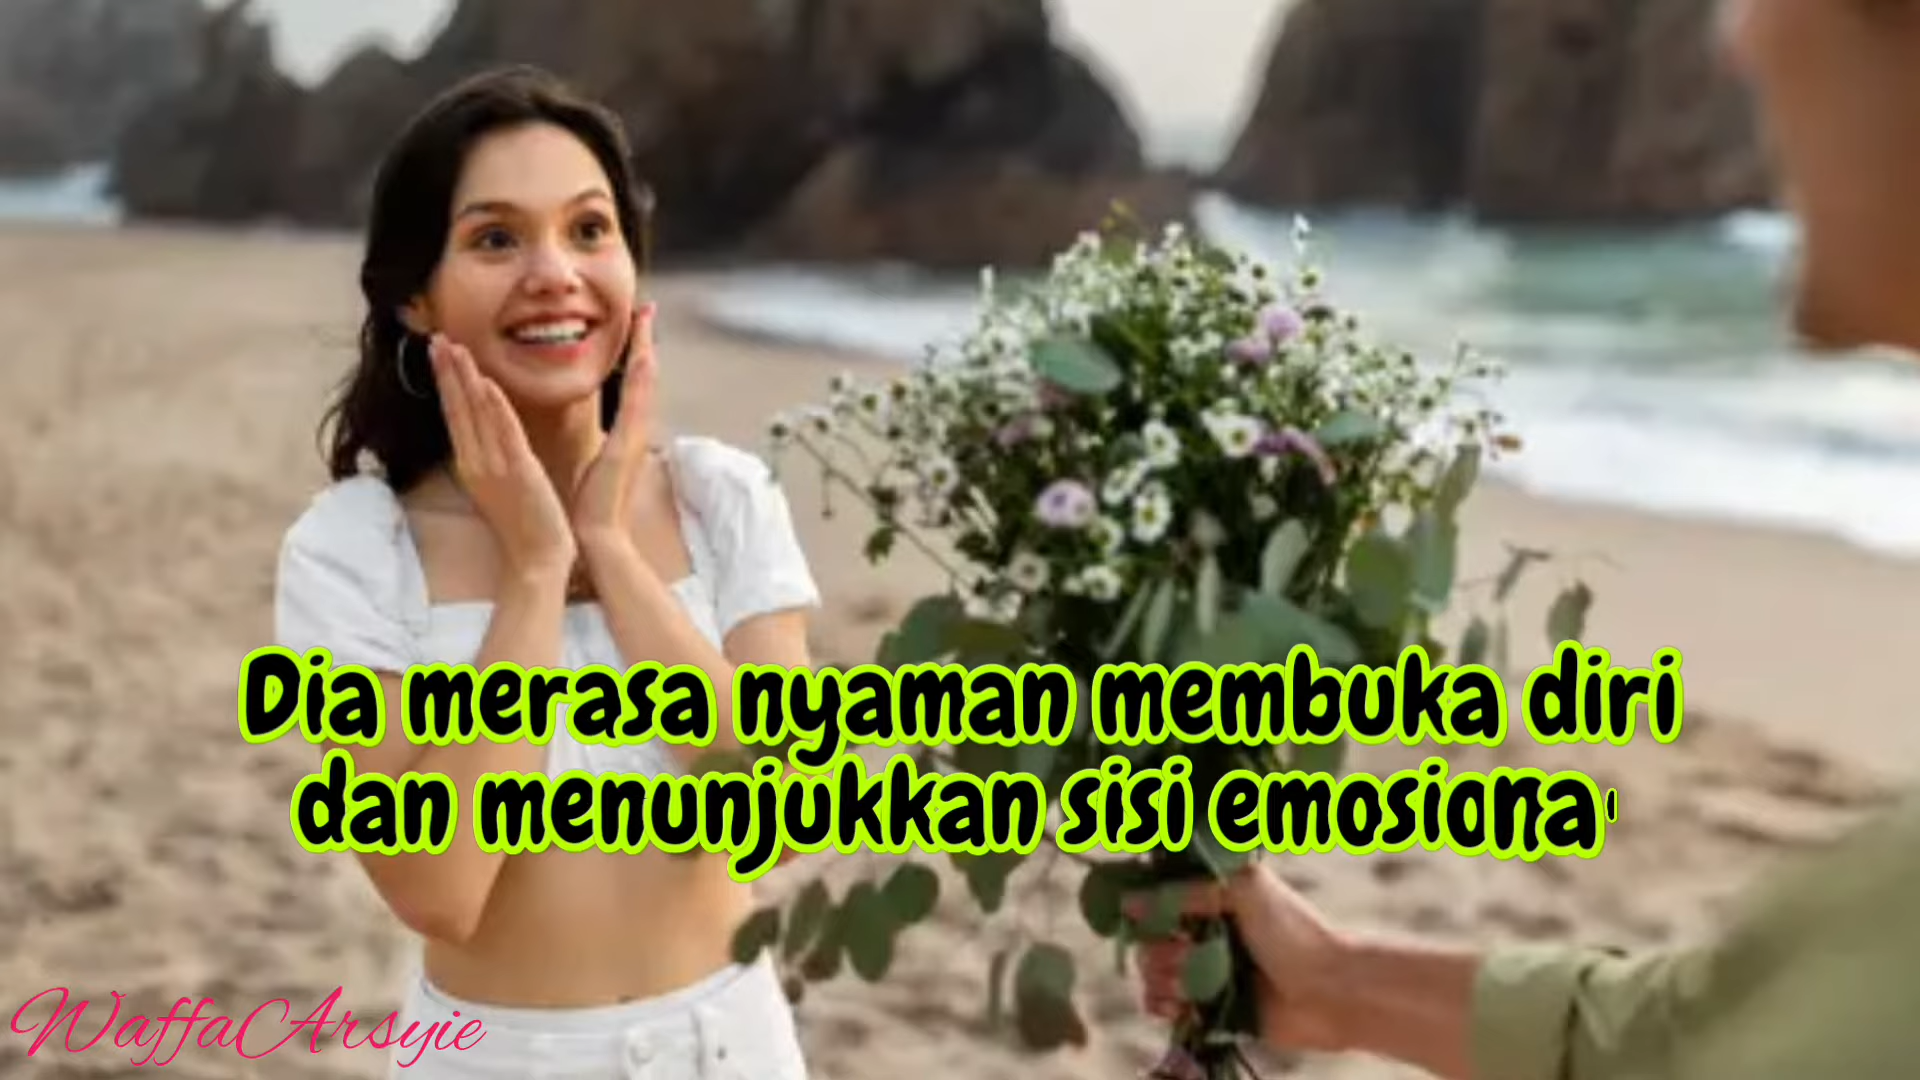 Dia merasa nyaman membuka diri
dan menunjukkan sisi emosiona
WaffaArsyie